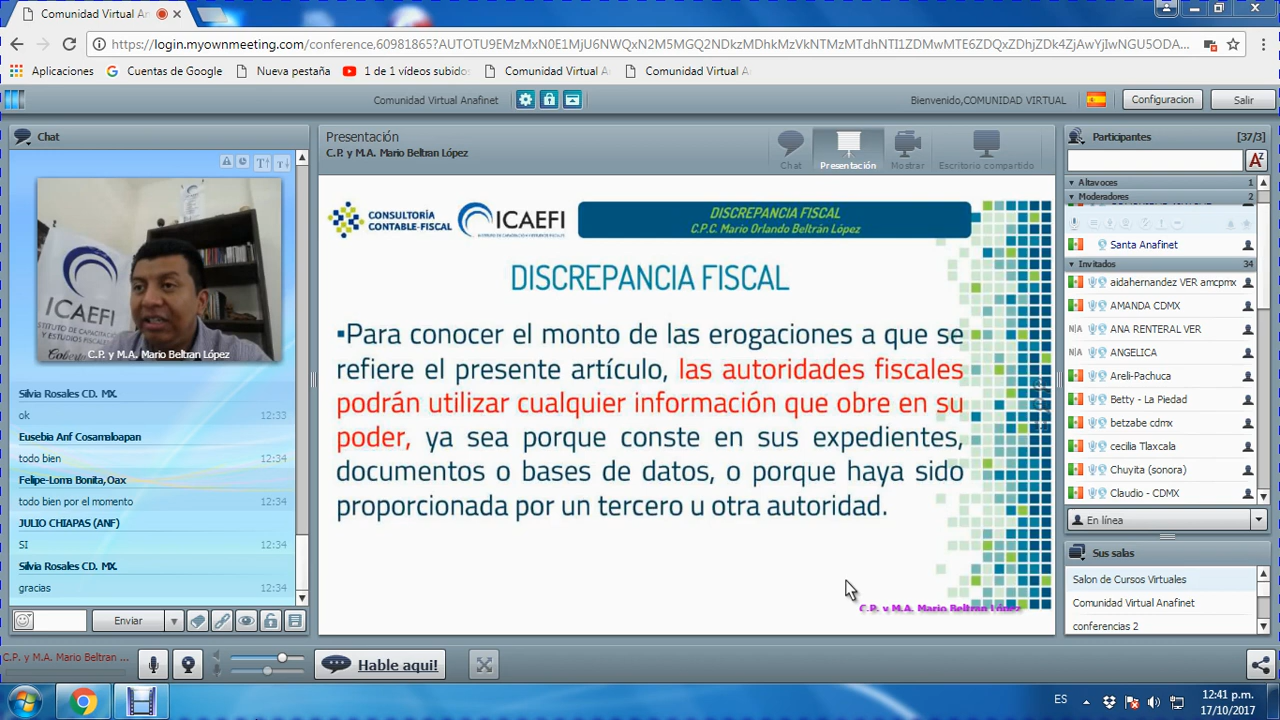 Comunidad Virtual Anafinet
https://login.myownmeeting.com/conference,60981865?
Aplicaciones
Cuentas de Google
Nueva pestaña
1 de 1 vídeos subidos
Comunidad Virtual A
Comunidad Virtual A
Comunidad Virtual Anafinet
Bienvenido,COMUNIDAD VIRTUAL
Configuracion
Salir
Chat
ICAEFI
C.P. y M.A. Mario Beltran López
Silvia Rosales CD. MX.
ok 12:33
Eusebia Anf Cosamaloapan
todo bien 12:34
Felipe-Loma Bonita,Oax
todo bien por el momento 12:34
JULIO CHIAPAS (ANF)
SI 12:34
Silvia Rosales CD. MX.
gracias 12:34
Enviar
Presentación
C.P. y M.A. Mario Beltran López
Chat
Presentación
Mostrar
Escritorio compartido
CONSULTORÍA
CONTABLE-FISCAL
ICAEFI
DISCREPANCIA FISCAL
C.P.C. Mario Orlando Beltrán López
DISCREPANCIA FISCAL
▪Para conocer el monto de las erogaciones a que se
refiere el presente artículo, las autoridades fiscales
podrán utilizar cualquier información que obre en su
poder, ya sea porque conste en sus expedientes,
documentos o bases de datos, o porque haya sido
proporcionada por un tercero u otra autoridad.
C.P. y M.A. Mario Beltran López
Participantes [37/3]
Altavoces 1
Moderadores 2
Santa Anafinet
Invitados 34
aidahernandez VER amcpmx
AMANDA CDMX
N/A ANA RENTERAL VER
N/A ANGELICA
Areli-Pachuca
Betty - La Piedad
betzabe cdmx
cecilia Tlaxcala
Chuyita (sonora)
Claudio - CDMX
En línea
Sus salas
Salon de Cursos Virtuales
Comunidad Virtual Anafinet
conferencias 2
C.P. y M.A. Mario Beltran ...
Hable aqui!
ES
12:41 p.m.
17/10/2017